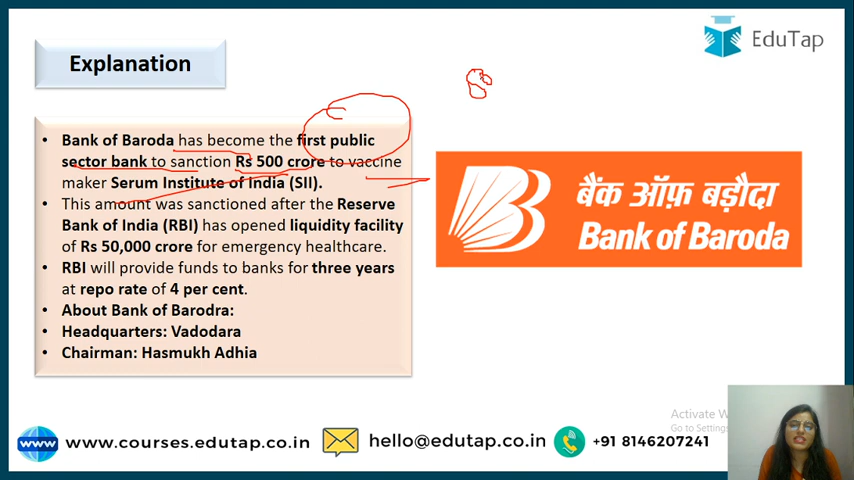 EduTap
Explanation
• Bank of Baroda has become the first public
sector bank to sanction Rs 500 crore to vaccine
maker Serum Institute of India (SII).
• This amount was sanctioned after the Reserve
Bank of India (RBI) has opened liquidity facility
of Rs 50,000 crore for emergency healthcare.
• RBI will provide funds to banks for three years
at repo rate of 4 per cent.
• About Bank of Barodra:
• Headquarters: Vadodara
• Chairman: Hasmukh Adhia
बैंक ऑफ़ बड़ौदा
Bank of Baroda
Activate W
Go to Settings
www
www.courses.edutap.co.in
hello@edutap.co.in
+91 8146207241